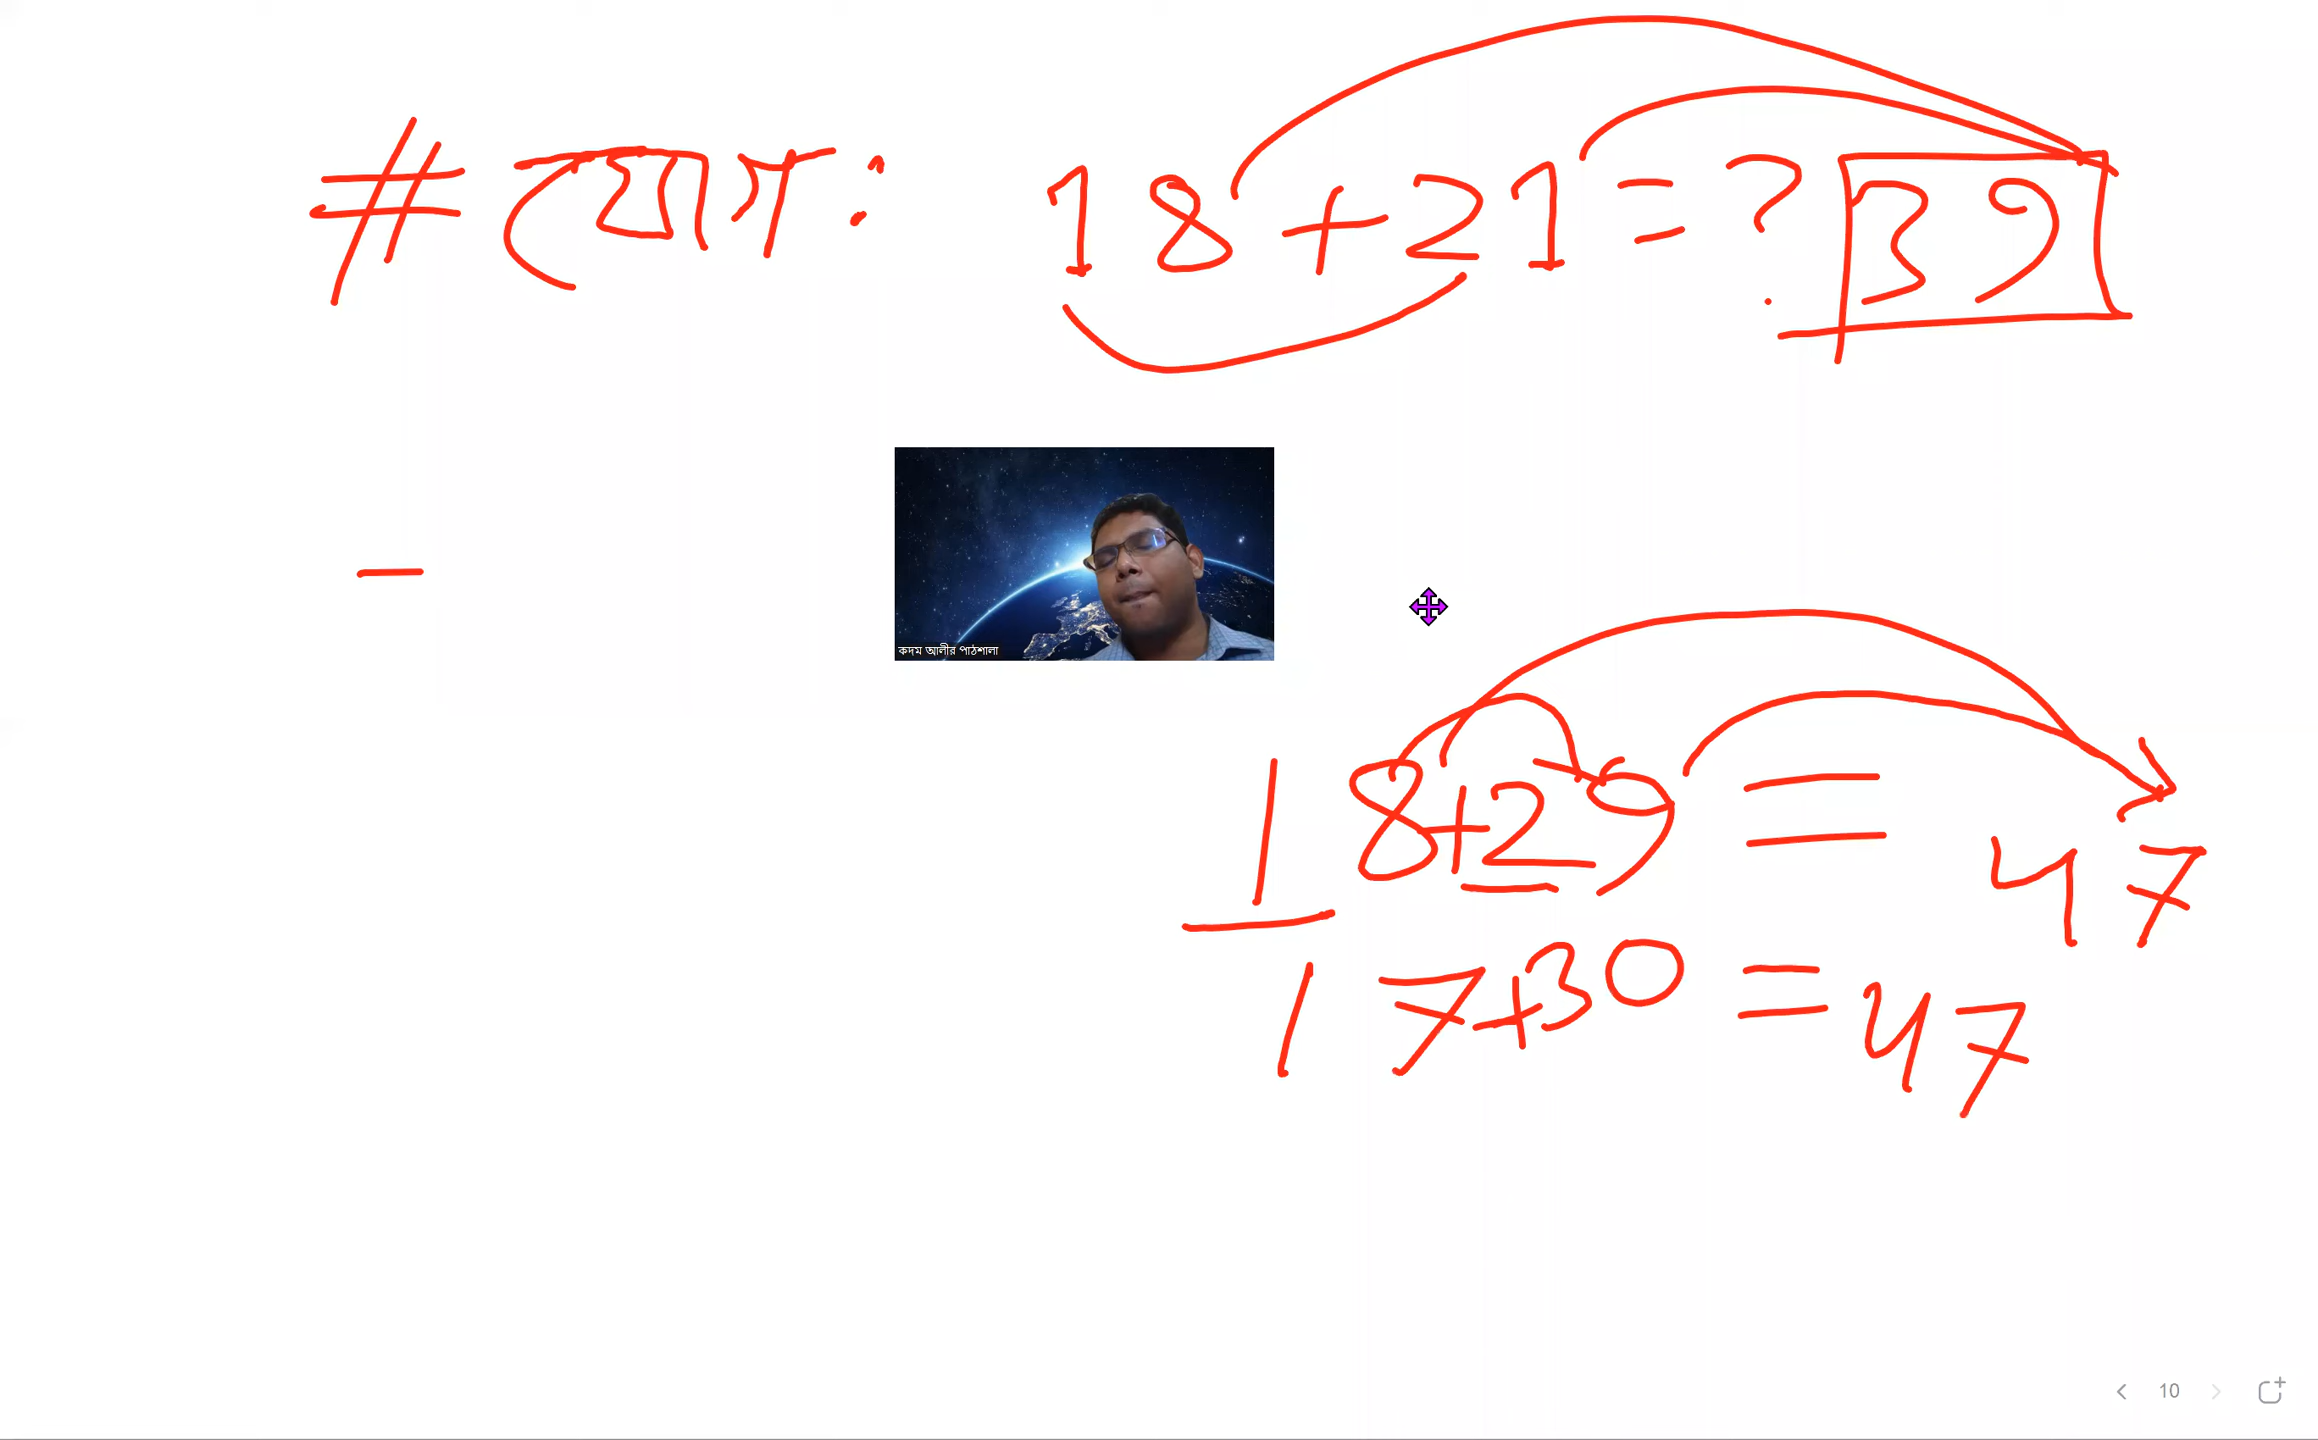 # যোগ: 18+21=? 39
-
কদম আলীর পাঠশালা
18+29 = 47
17+30 = 47
10